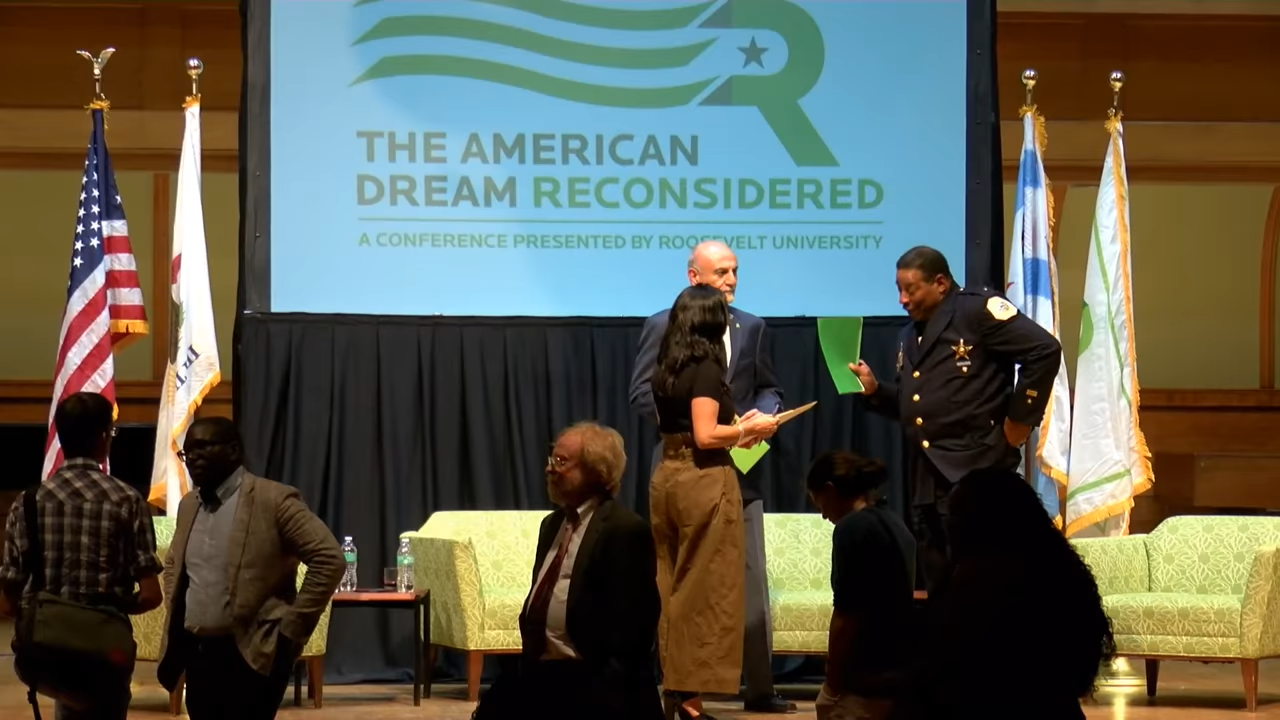 THE AMERICAN
DREAM RECONSIDERED
A CONFERENCE PRESENTED BY ROOSEVELT UNIVERSITY